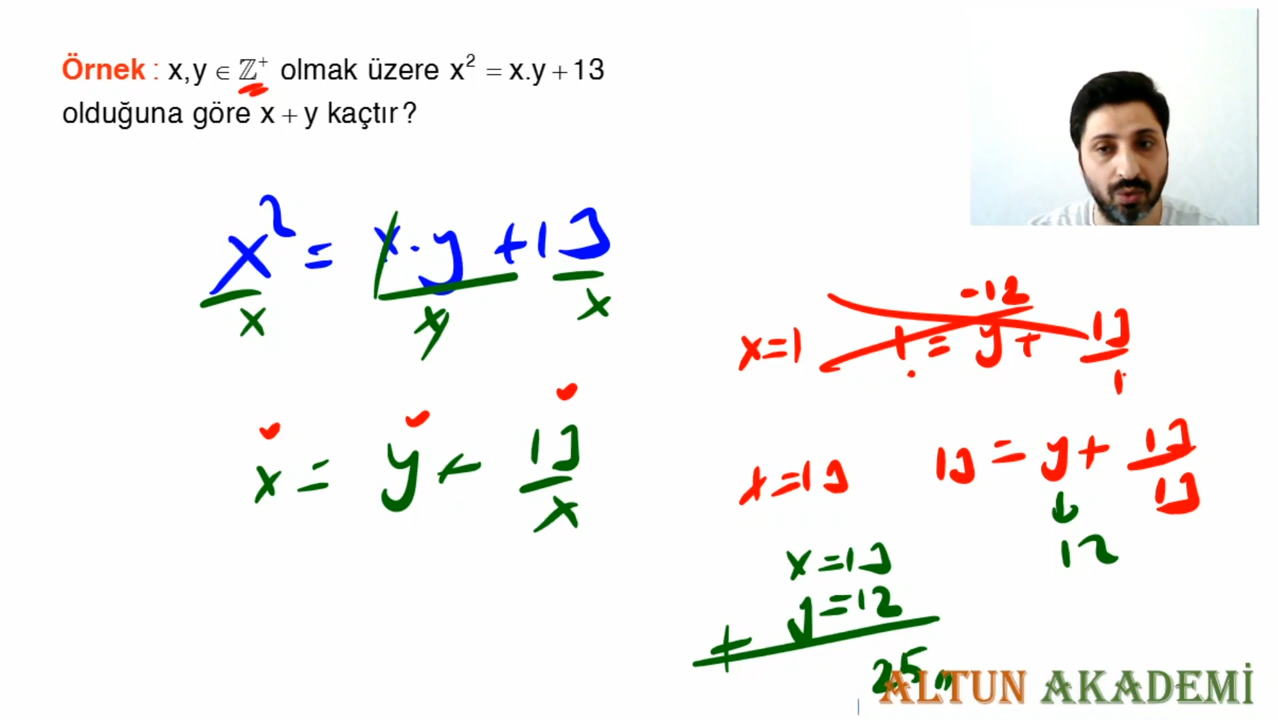 Örnek : x,y ∈ ℤ⁺ olmak üzere x² = x.y + 13
olduğuna göre x + y kaçtır ?
x² = x.y + 13
x x x
x = y + 13/x
-12
x=1 1 = y + 13/1
x=13 13 = y + 13/13
12
x=13
y=12
+
25
ALTUN AKADEMİ